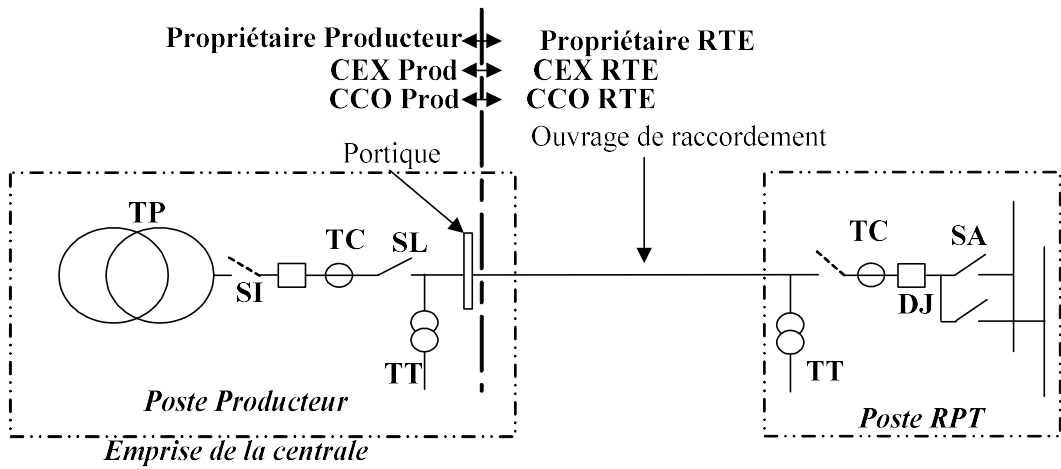 Propriétaire Producteur Propriétaire RTE
CEX Prod CEX RTE
CCO Prod CCO RTE
Ouvrage de raccordement
Portique
TP
TC
SL
SI
TT
Poste Producteur
Emprise de la centrale
TC
SA
DJ
TT
Poste RPT